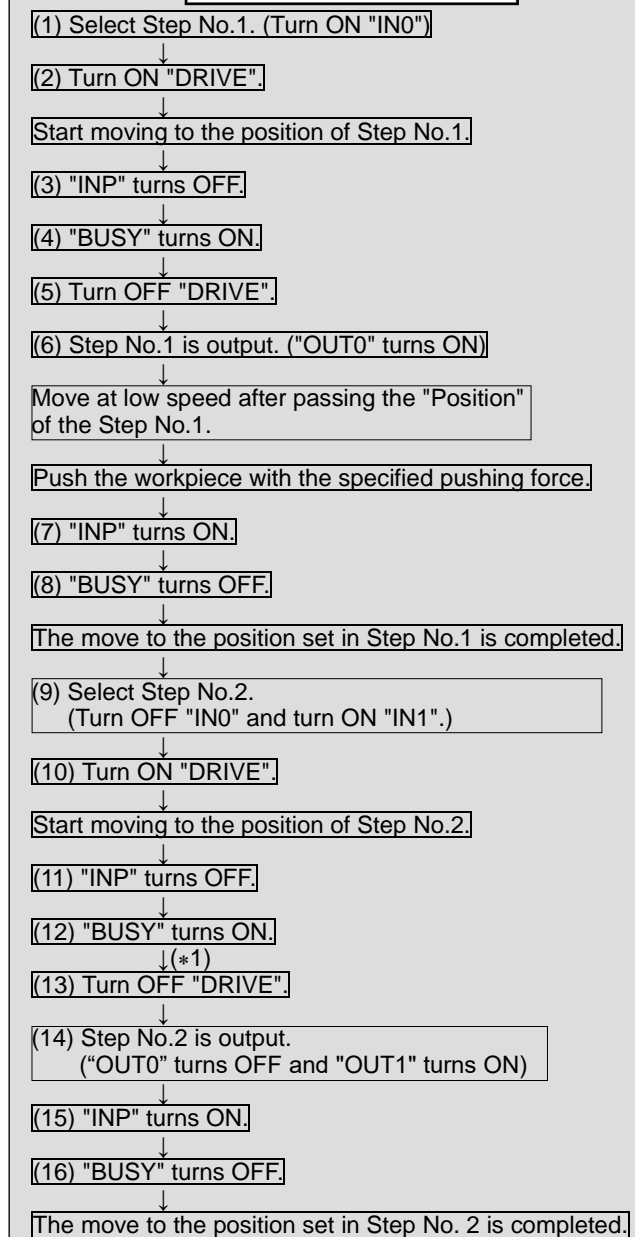 (1) Select Step No.1. (Turn ON "IN0")
↓
(2) Turn ON "DRIVE".
↓
Start moving to the position of Step No.1.
↓
(3) "INP" turns OFF.
↓
(4) "BUSY" turns ON.
↓
(5) Turn OFF "DRIVE".
↓
(6) Step No.1 is output. ("OUT0" turns ON)
↓
Move at low speed after passing the "Position"
of the Step No.1.
↓
Push the workpiece with the specified pushing force.
↓
(7) "INP" turns ON.
↓
(8) "BUSY" turns OFF.
↓
The move to the position set in Step No.1 is completed.
↓
(9) Select Step No.2.
(Turn OFF "IN0" and turn ON "IN1".)
↓
(10) Turn ON "DRIVE".
↓
Start moving to the position of Step No.2.
↓
(11) "INP" turns OFF.
↓
(12) "BUSY" turns ON.
↓(*1)
(13) Turn OFF "DRIVE".
↓
(14) Step No.2 is output.
(“OUT0” turns OFF and "OUT1" turns ON)
↓
(15) "INP" turns ON.
↓
(16) "BUSY" turns OFF.
↓
The move to the position set in Step No. 2 is completed.